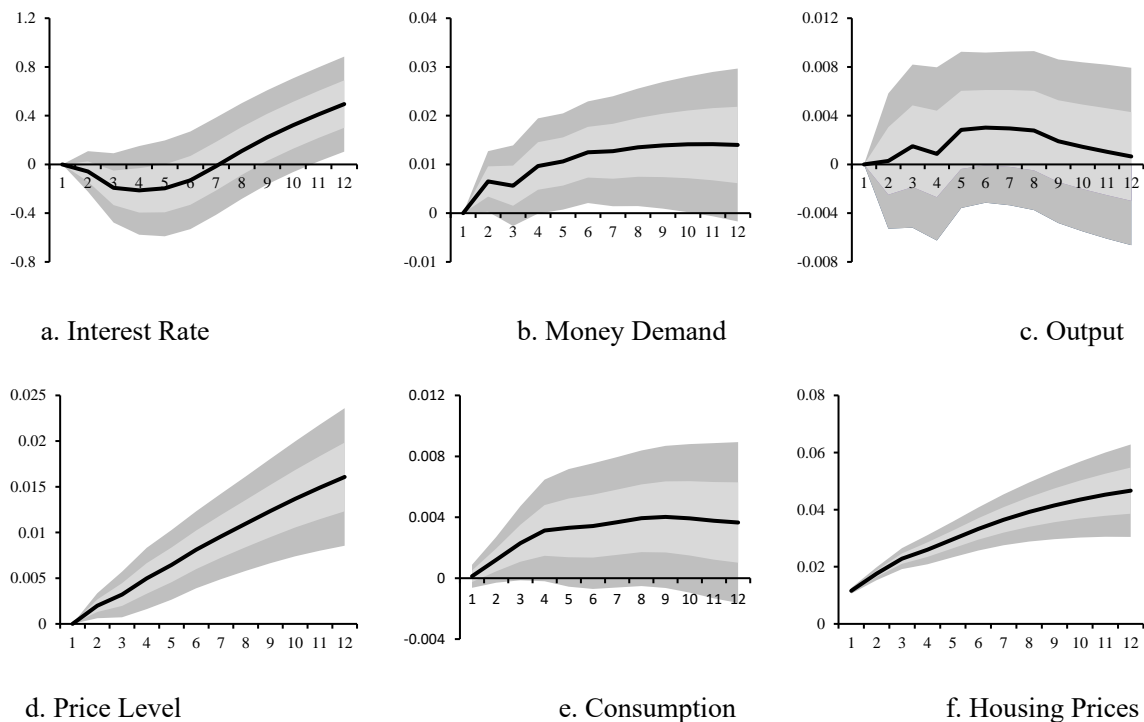 1.2
0.8
0.4
0
-0.4
-0.8
1 2 3 4 5 6 7 8 9 10 11 12
a. Interest Rate
0.04
0.03
0.02
0.01
0
-0.01
1 2 3 4 5 6 7 8 9 10 11 12
b. Money Demand
0.012
0.008
0.004
0
-0.004
-0.008
1 2 3 4 5 6 7 8 9 10 11 12
c. Output
0.025
0.02
0.015
0.01
0.005
0
1 2 3 4 5 6 7 8 9 10 11 12
d. Price Level
0.012
0.008
0.004
0
-0.004
1 2 3 4 5 6 7 8 9 10 11 12
e. Consumption
0.08
0.06
0.04
0.02
0
1 2 3 4 5 6 7 8 9 10 11 12
f. Housing Prices